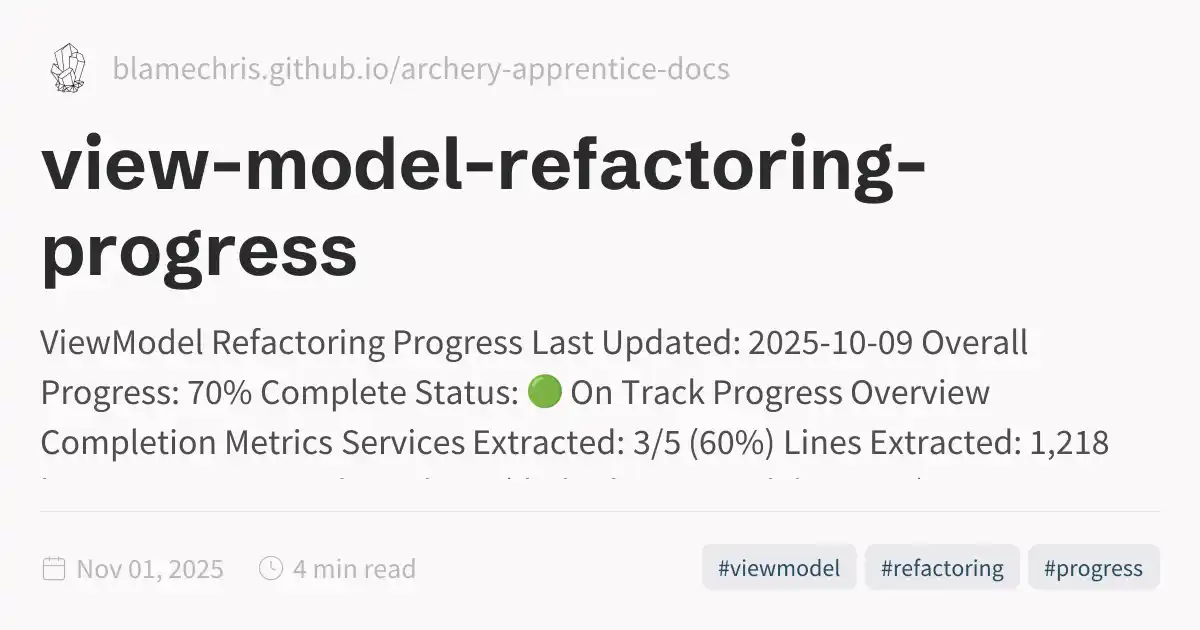 blamechris.github.io/archery-apprentice-docs
view-model-refactoring-
progress
ViewModel Refactoring Progress Last Updated: 2025-10-09 Overall
Progress: 70% Complete Status: 🟢 On Track Progress Overview
Completion Metrics Services Extracted: 3/5 (60%) Lines Extracted: 1,218
Nov 01, 2025
4 min read
#viewmodel
#refactoring
#progress